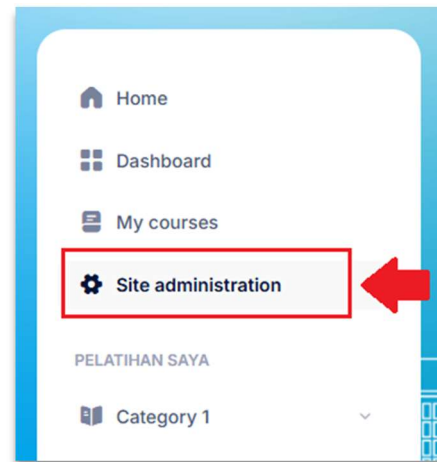 Home
Dashboard
My courses
Site administration
PELATIHAN SAYA
Category 1